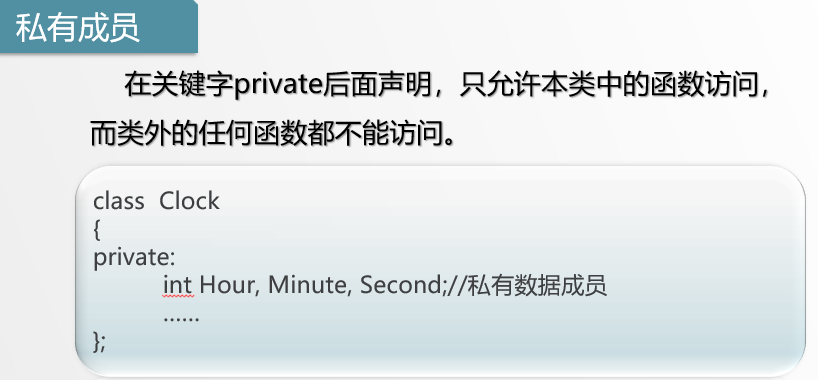 私有成员
在关键字private后面声明，只允许本类中的函数访问，
而类外的任何函数都不能访问。
class  Clock
{
private:
int Hour, Minute, Second;//私有数据成员
……
};